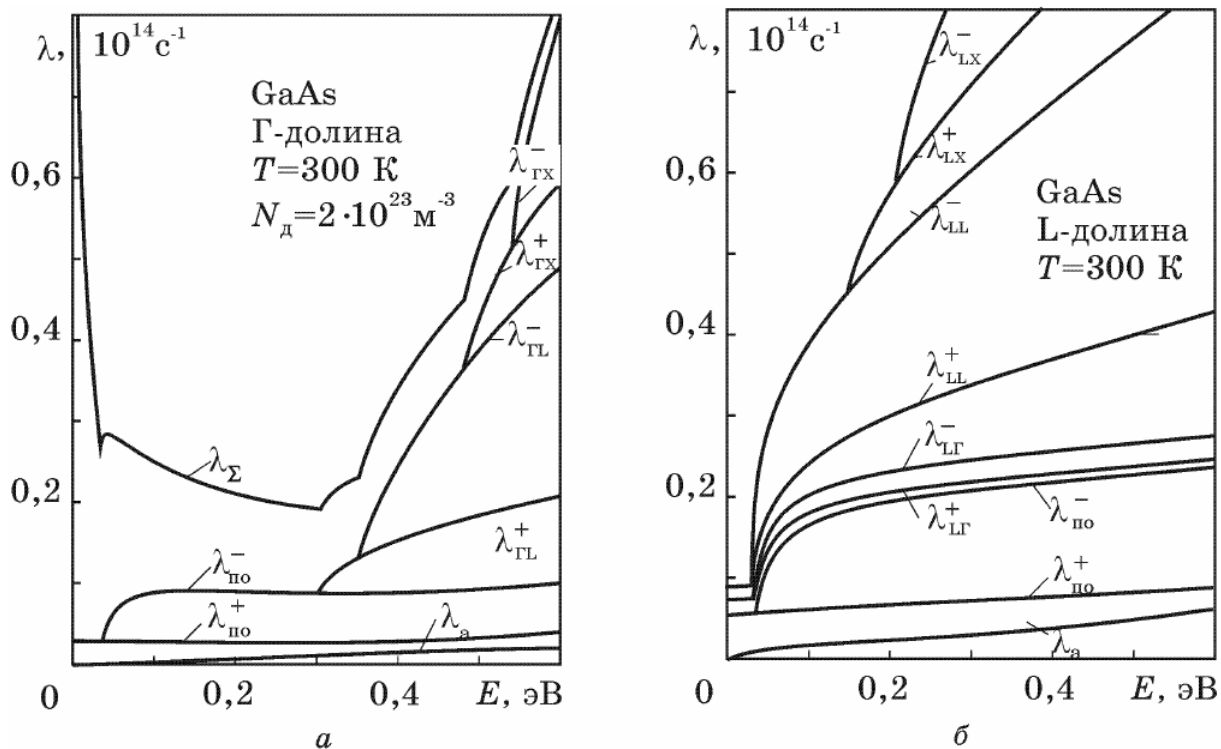 λ, 10¹⁴с⁻¹
GaAs
Г-долина
T=300 К
N_д=2·10²³м⁻³
0,6
0,4
0,2
0
0,2
0,4
E, эВ
λ⁻_ГX
λ⁺_ГX
λ⁻_ГL
λ_Σ
λ⁺_ГL
λ⁻_по
λ⁺_по
λ_а
а
λ, 10¹⁴с⁻¹
λ⁻_LX
λ⁺_LX
λ⁻_LL
GaAs
L-долина
T=300 К
0,6
0,4
0,2
0
0,2
0,4
E, эВ
λ⁺_LL
λ⁻_LГ
λ⁺_LГ
λ⁻_по
λ⁺_по
λ_а
б